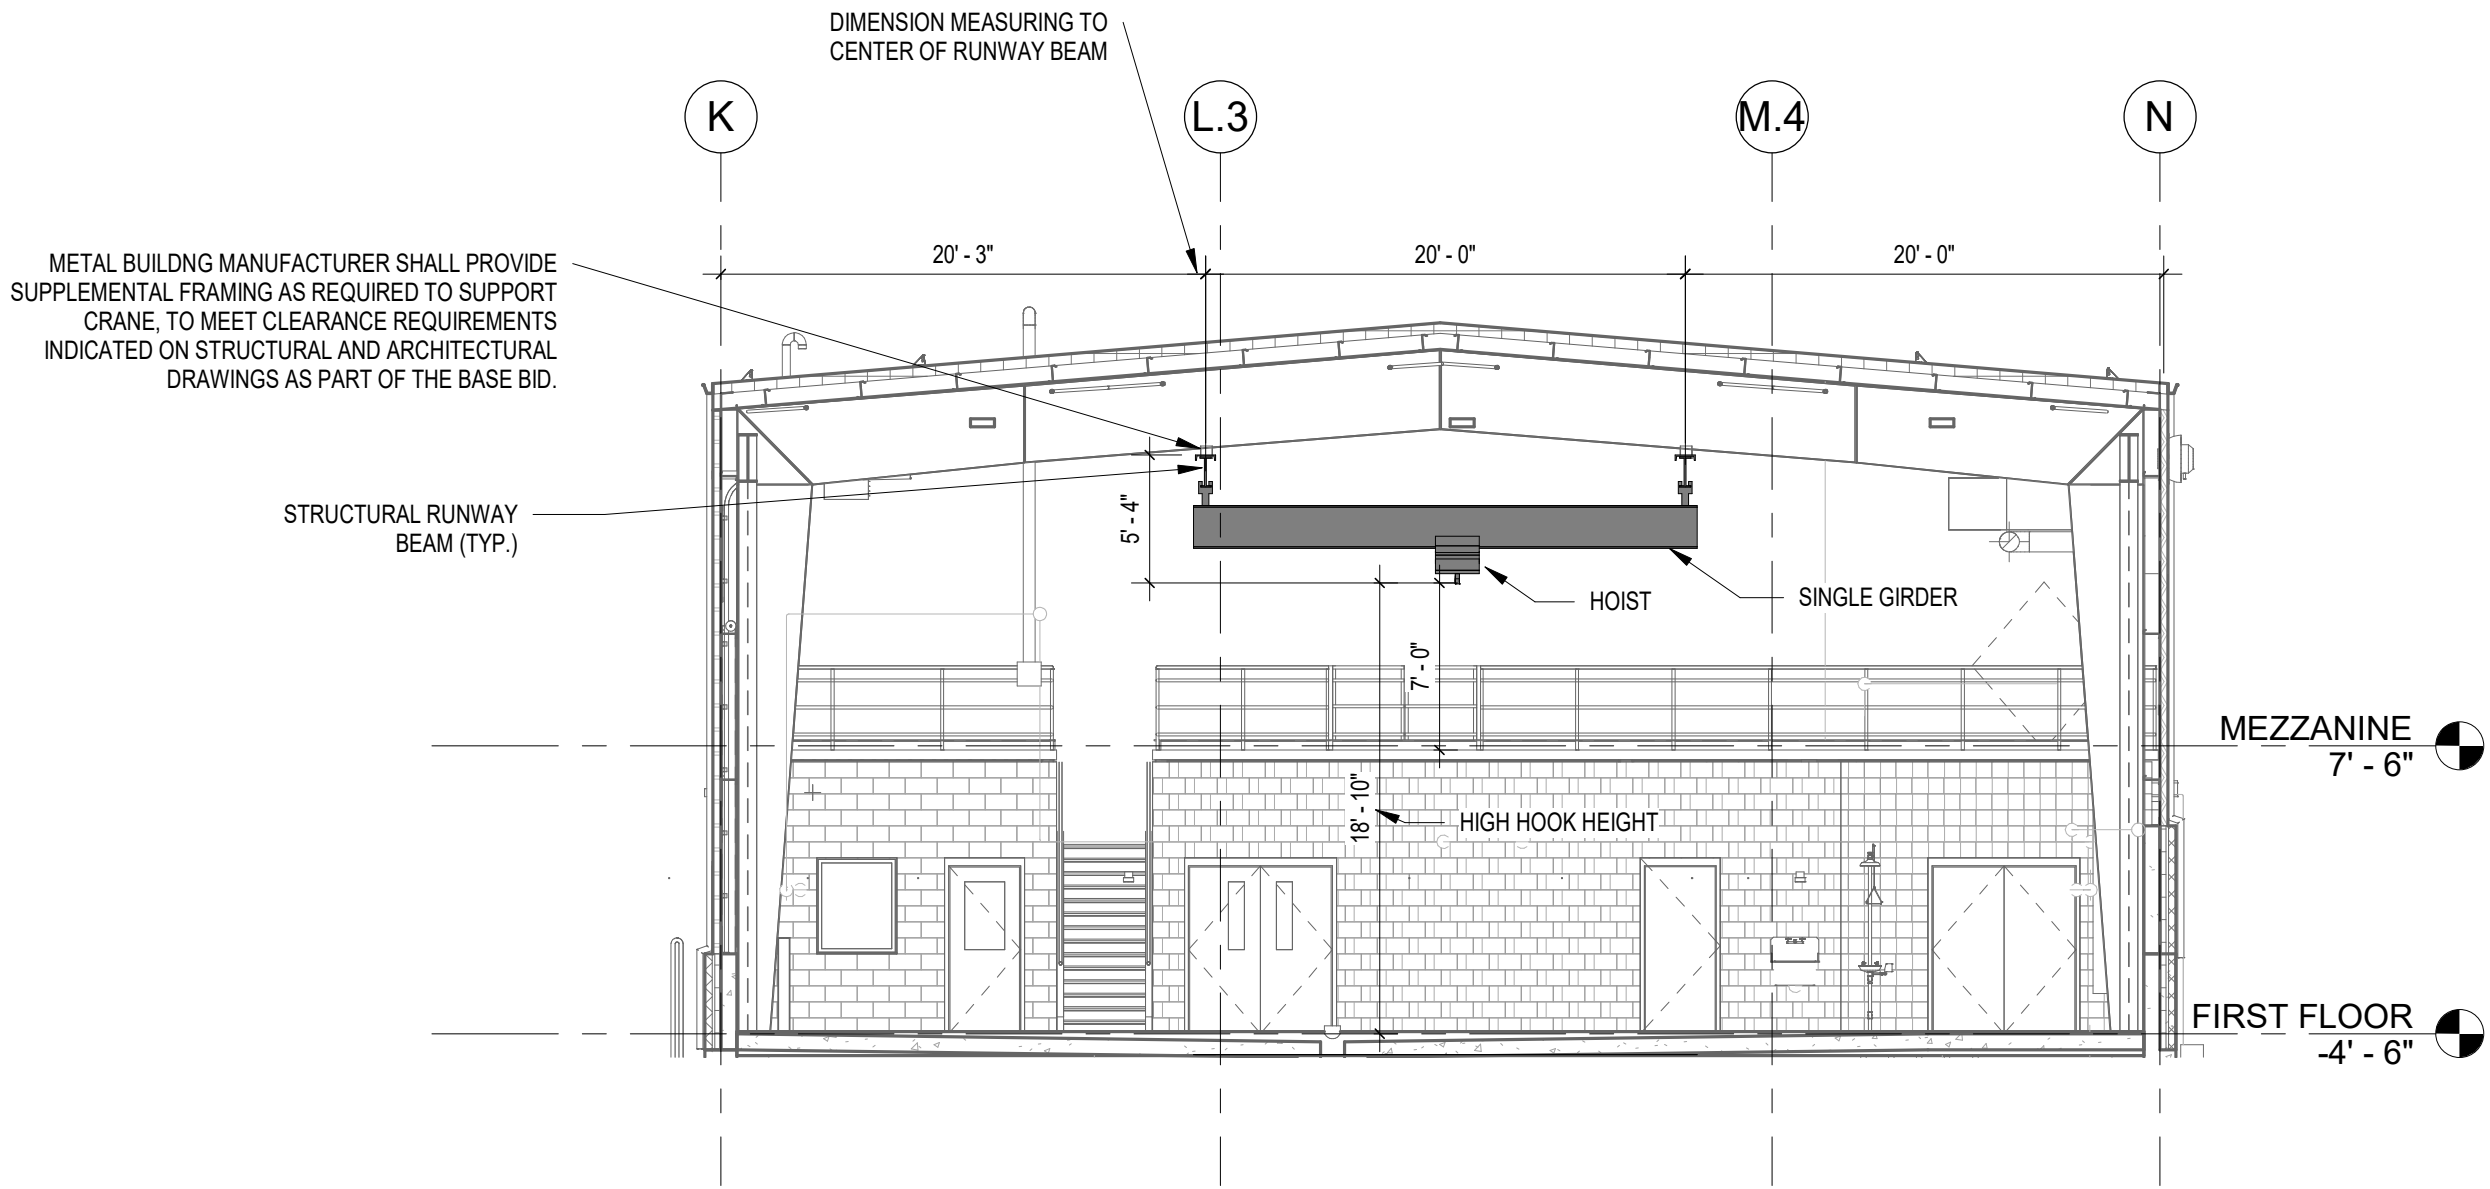 DIMENSION MEASURING TO
CENTER OF RUNWAY BEAM
K
L.3
M.4
N
20' - 3"
20' - 0"
20' - 0"
METAL BUILDNG MANUFACTURER SHALL PROVIDE
SUPPLEMENTAL FRAMING AS REQUIRED TO SUPPORT
CRANE, TO MEET CLEARANCE REQUIREMENTS
INDICATED ON STRUCTURAL AND ARCHITECTURAL
DRAWINGS AS PART OF THE BASE BID.
STRUCTURAL RUNWAY
BEAM (TYP.)
5' - 4"
HOIST
SINGLE GIRDER
7' - 0"
MEZZANINE
7' - 6"
18' - 10"
HIGH HOOK HEIGHT
FIRST FLOOR
-4' - 6"